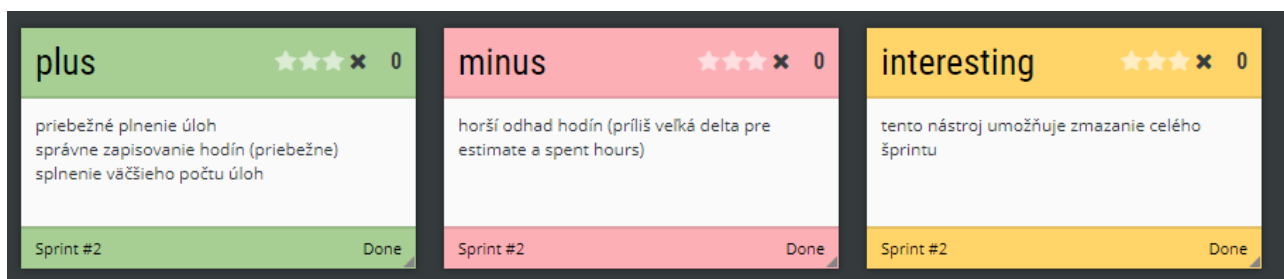 plus 0
priebežné plnenie úloh
správne zapisovanie hodín (priebežne)
splnenie väčšieho počtu úloh
Sprint #2 Done
minus 0
horší odhad hodín (príliš veľká delta pre
estimate a spent hours)
Sprint #2 Done
interesting 0
tento nástroj umožňuje zmazanie celého
šprintu
Sprint #2 Done